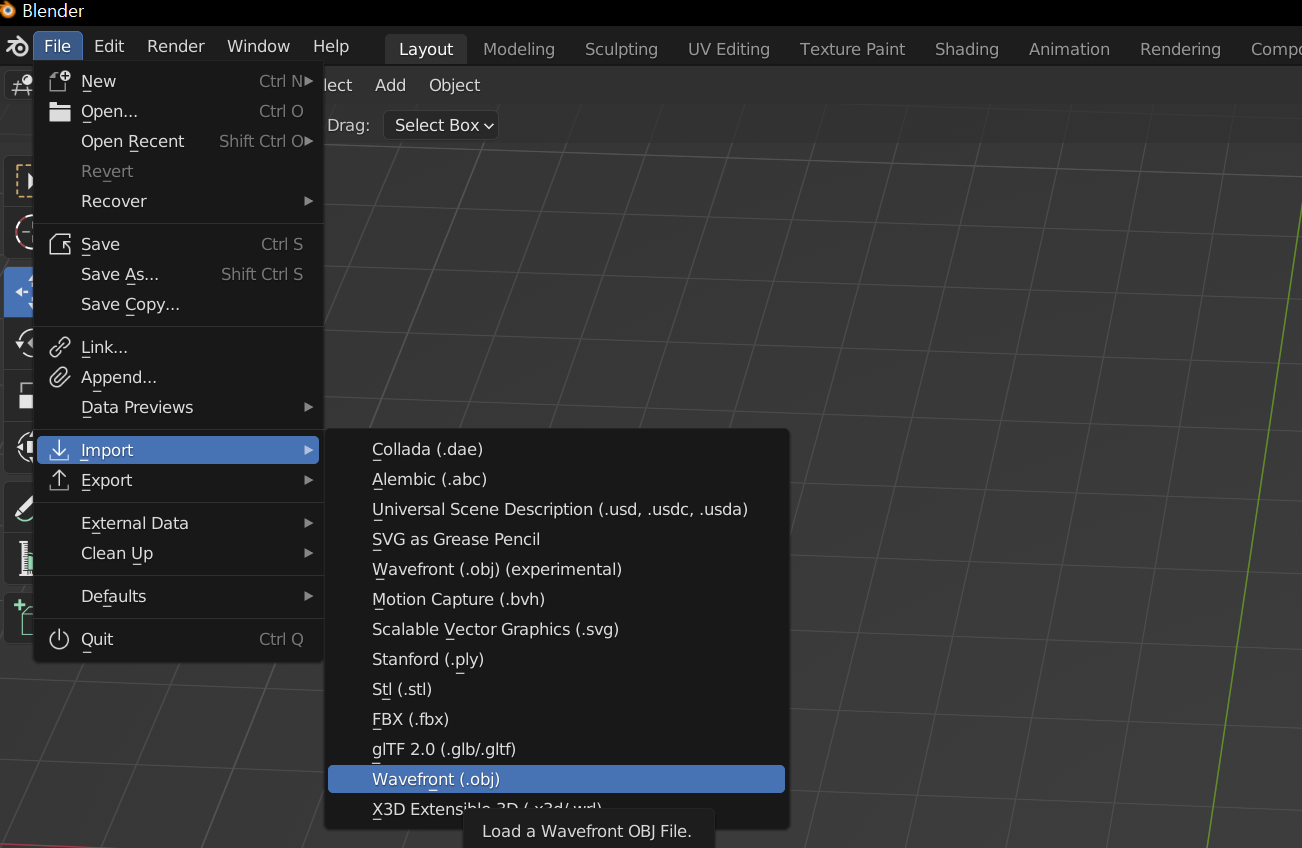 Blender
File Edit Render Window Help Layout Modeling Sculpting UV Editing Texture Paint Shading Animation Rendering
New Ctrl N
lect Add Object
Open... Ctrl O
Drag: Select Box
Open Recent Shift Ctrl O
Revert
Recover
Save Ctrl S
Save As... Shift Ctrl S
Save Copy...
Link...
Append...
Data Previews
Import
Export
External Data
Clean Up
Defaults
Quit Ctrl Q
Collada (.dae)
Alembic (.abc)
Universal Scene Description (.usd, .usdc, .usda)
SVG as Grease Pencil
Wavefront (.obj) (experimental)
Motion Capture (.bvh)
Scalable Vector Graphics (.svg)
Stanford (.ply)
Stl (.stl)
FBX (.fbx)
glTF 2.0 (.glb/.gltf)
Wavefront (.obj)
X3D Extensible 3D (.x3d/.wrl)
Load a Wavefront OBJ File.